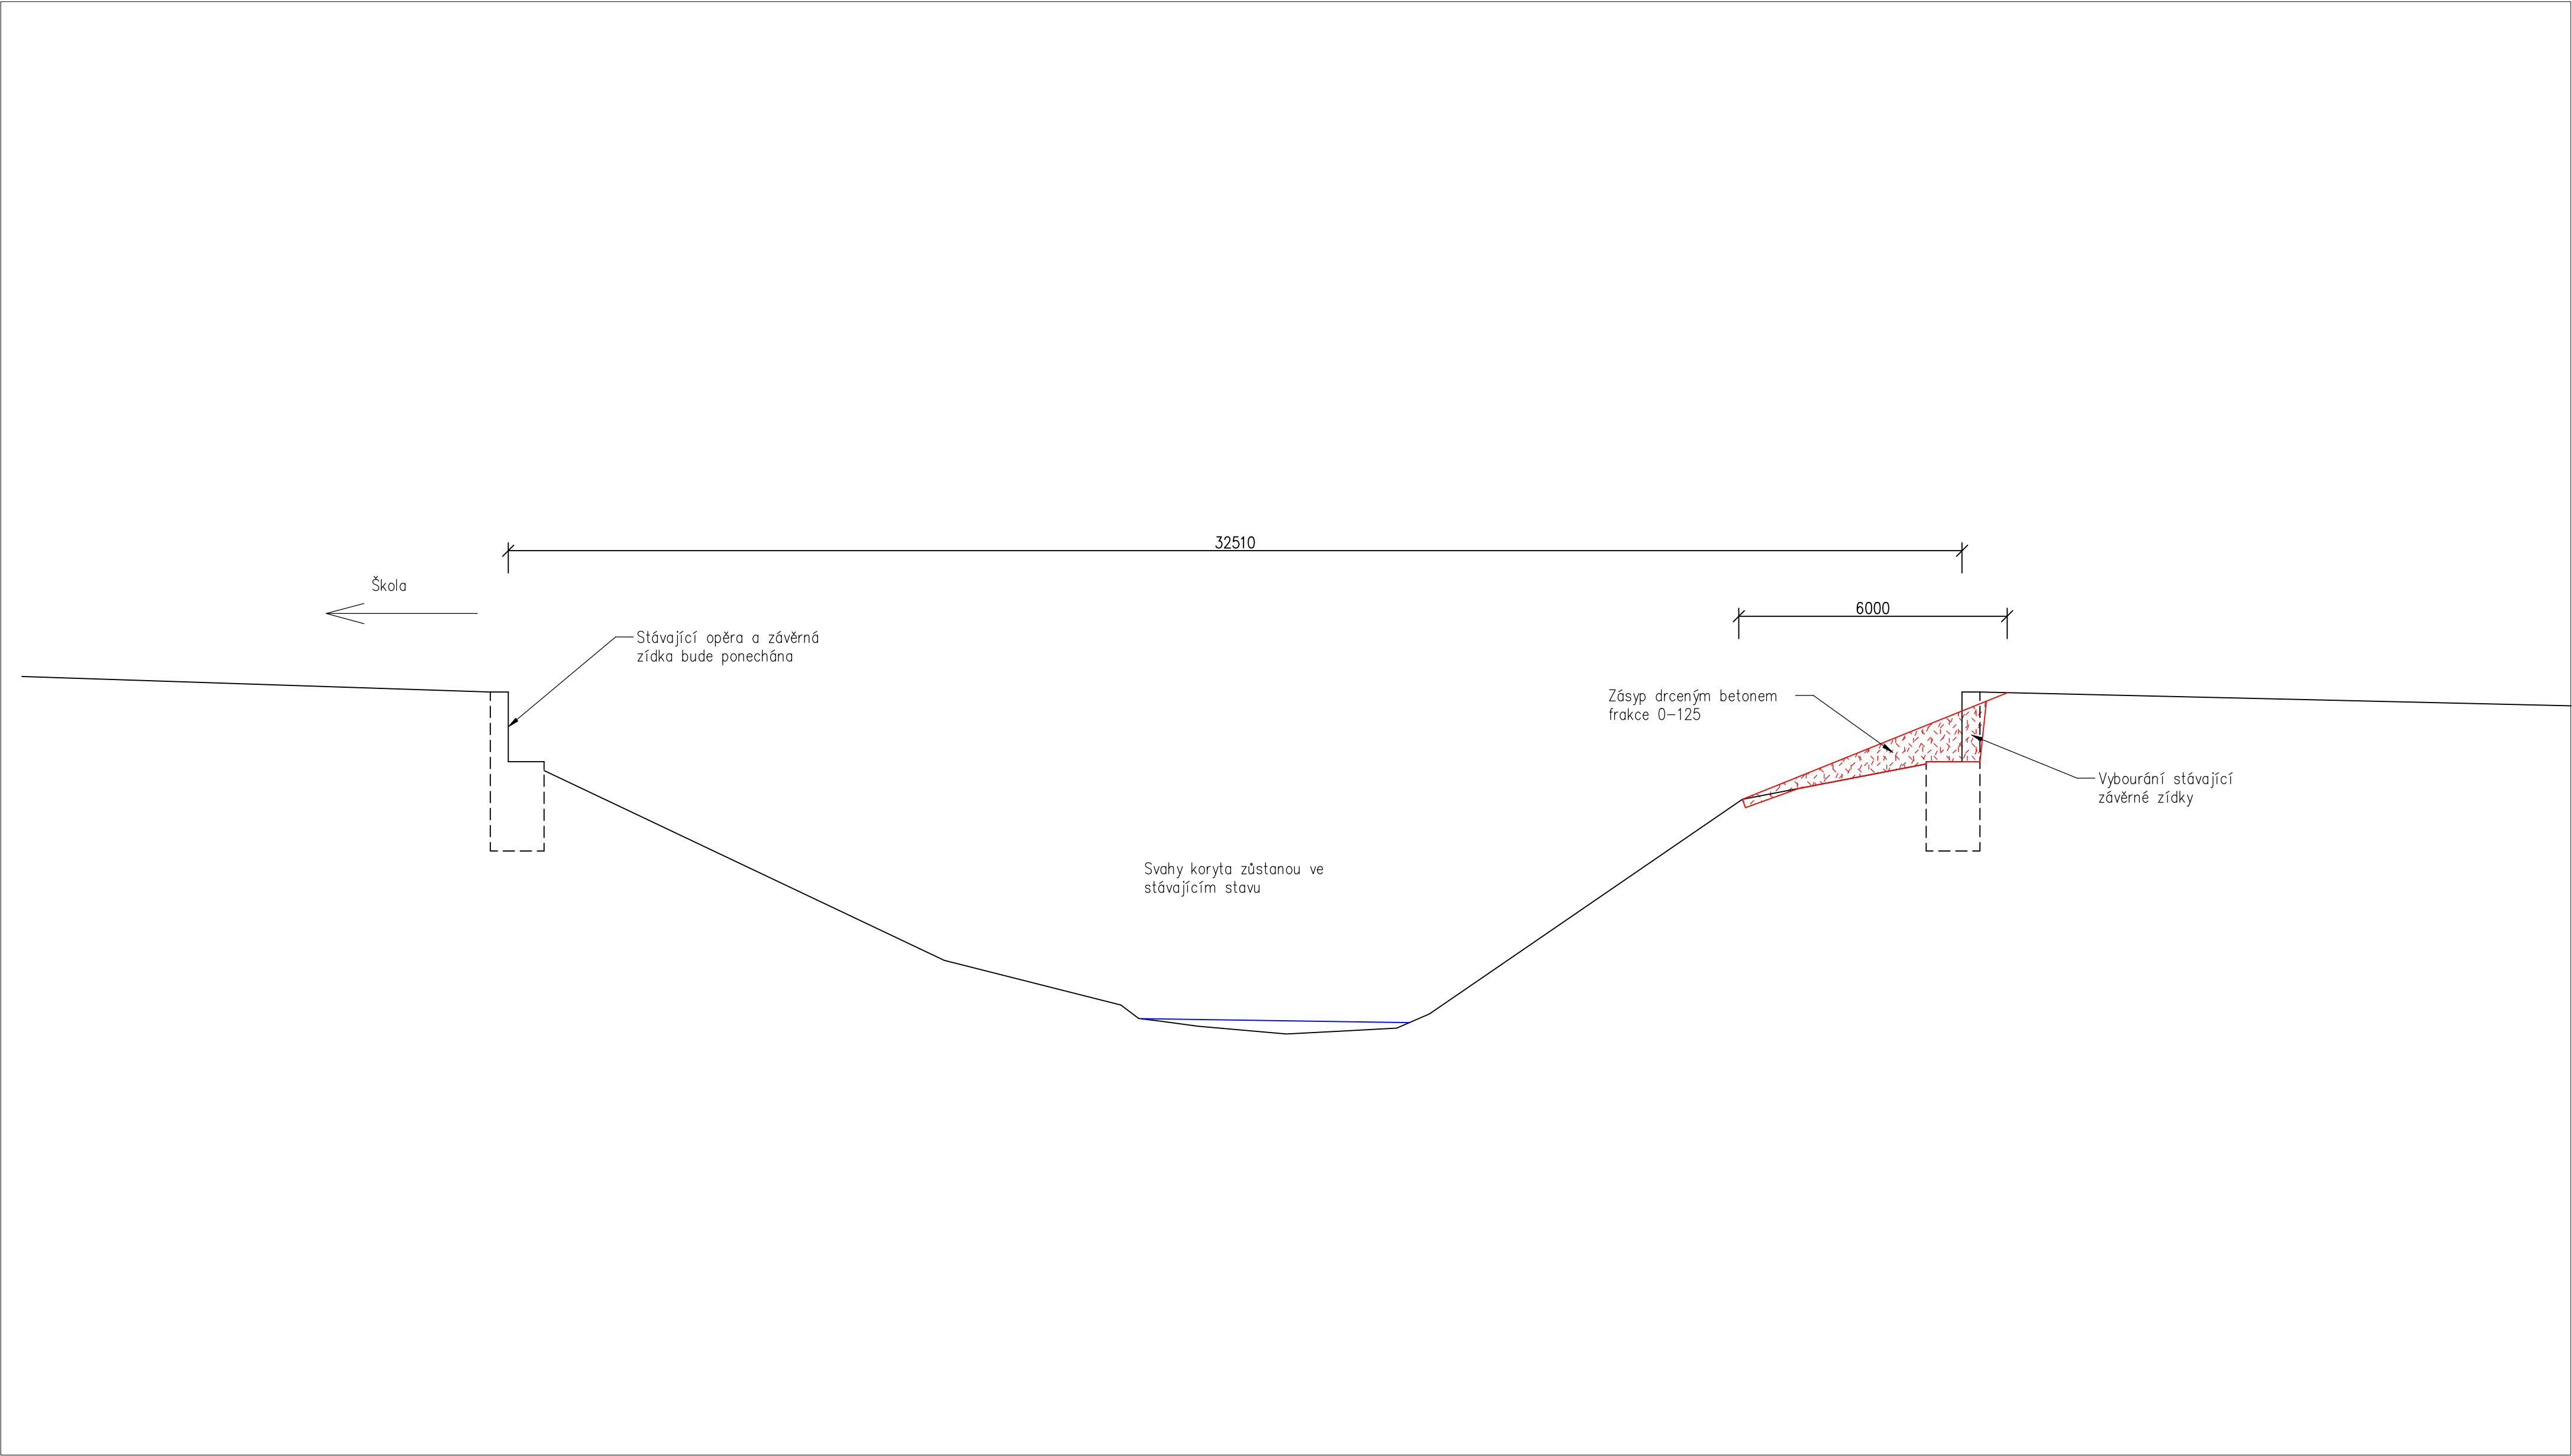 32510
Škola
6000
Stávající opěra a závěrná
zídka bude ponechána
Zásyp drceným betonem
frakce 0-125
Vybourání stávající
závěrné zídky
Svahy koryta zůstanou ve
stávajícím stavu